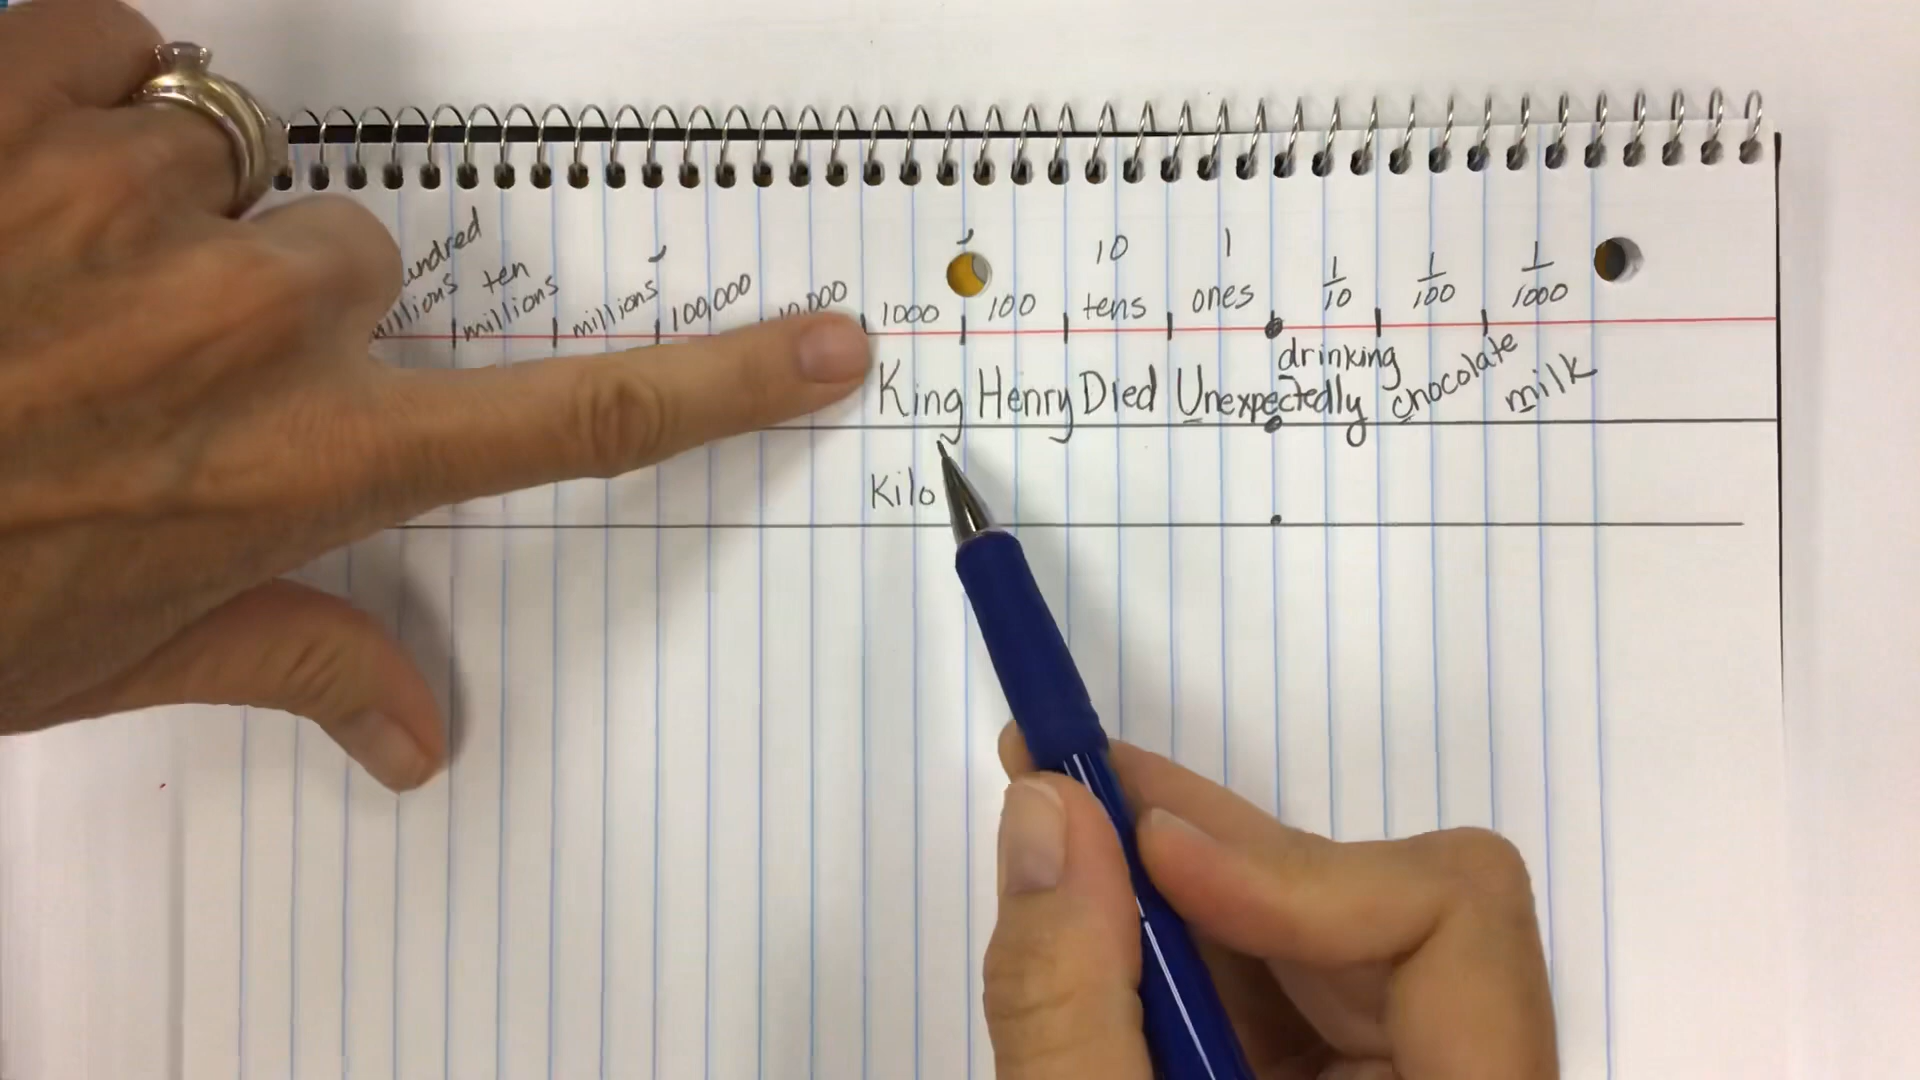 hundred millions ten millions millions , 100,000 10,000 1000 , 100 10 tens 1 ones 1/10 1/100 1/1000
King Henry Died Unexpectedly drinking chocolate milk
Kilo